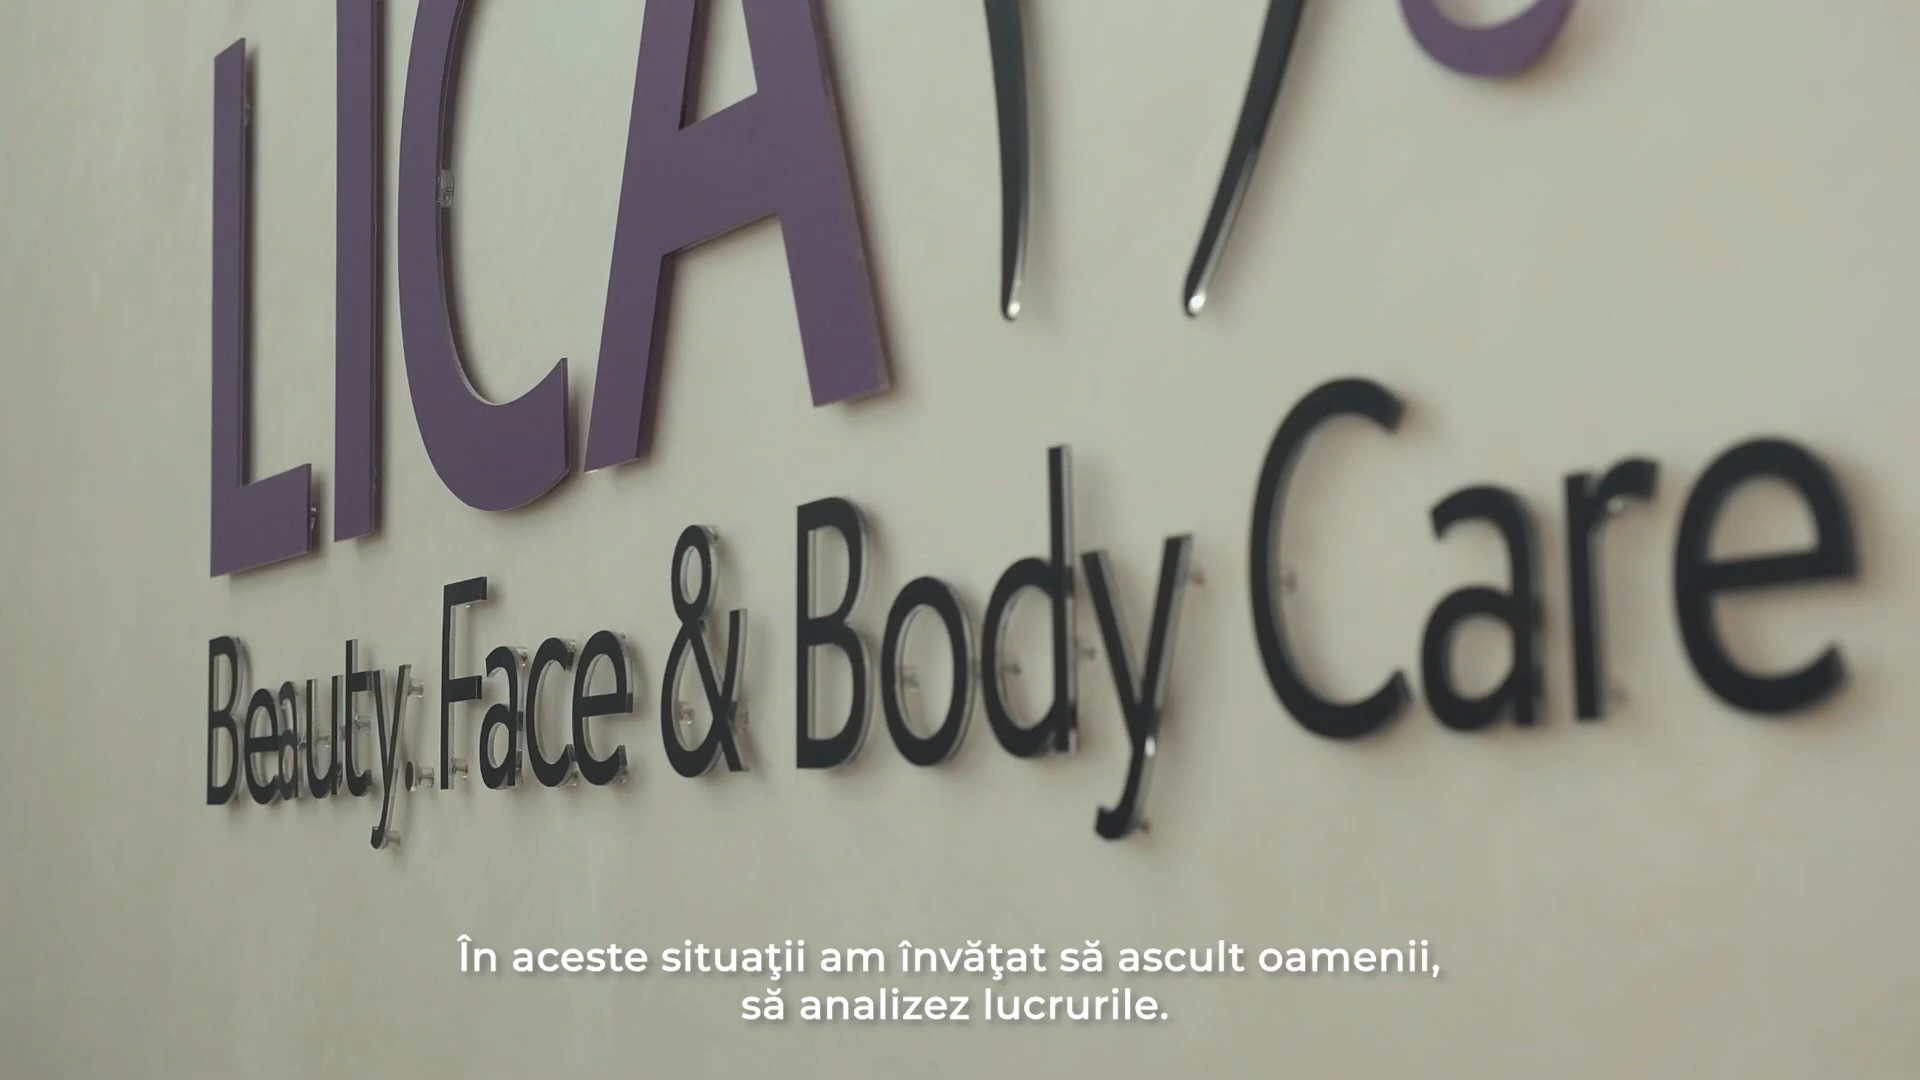 LICA
Beauty. Face & Body Care
În aceste situaţii am învăţat să ascult oamenii,
să analizez lucrurile.